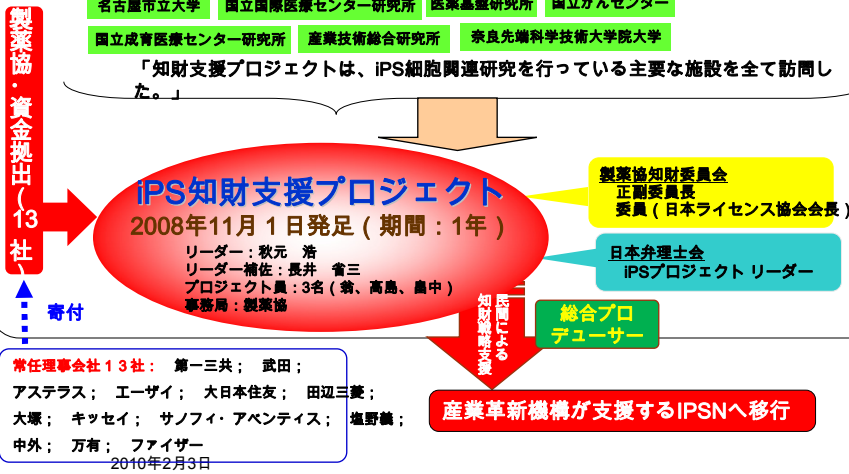 名古屋市立大学
国立国際医療センター研究所
医薬基盤研究所
国立がんセンター
国立成育医療センター研究所
産業技術総合研究所
奈良先端科学技術大学院大学
「知財支援プロジェクトは、iPS細胞関連研究を行っている主要な施設を全て訪問し
た。」
製薬協・資金拠出(13社)
iPS知財支援プロジェクト
2008年11月1日発足(期間:1年)
リーダー:秋元 浩
リーダー補佐:長井 省三
プロジェクト員:3名(翁、高島、畠中)
事務局:製薬協
製薬協知財委員会
正副委員長
委員(日本ライセンス協会会長)
日本弁理士会
iPSプロジェクト リーダー
民間による
知財戦略支援
総合プロ
デューサー
寄付
産業革新機構が支援するIPSNへ移行
常任理事会社13社: 第一三共; 武田;
アステラス; エーザイ; 大日本住友; 田辺三菱;
大塚; キッセイ; サノフィ・アベンティス; 塩野義;
中外; 万有; ファイザー
2010年2月3日